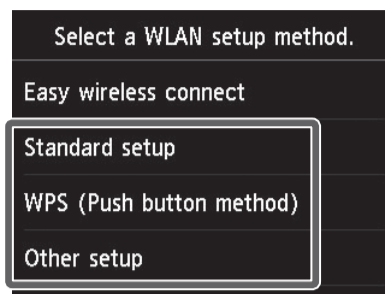 Select a WLAN setup method.
Easy wireless connect
Standard setup
WPS (Push button method)
Other setup